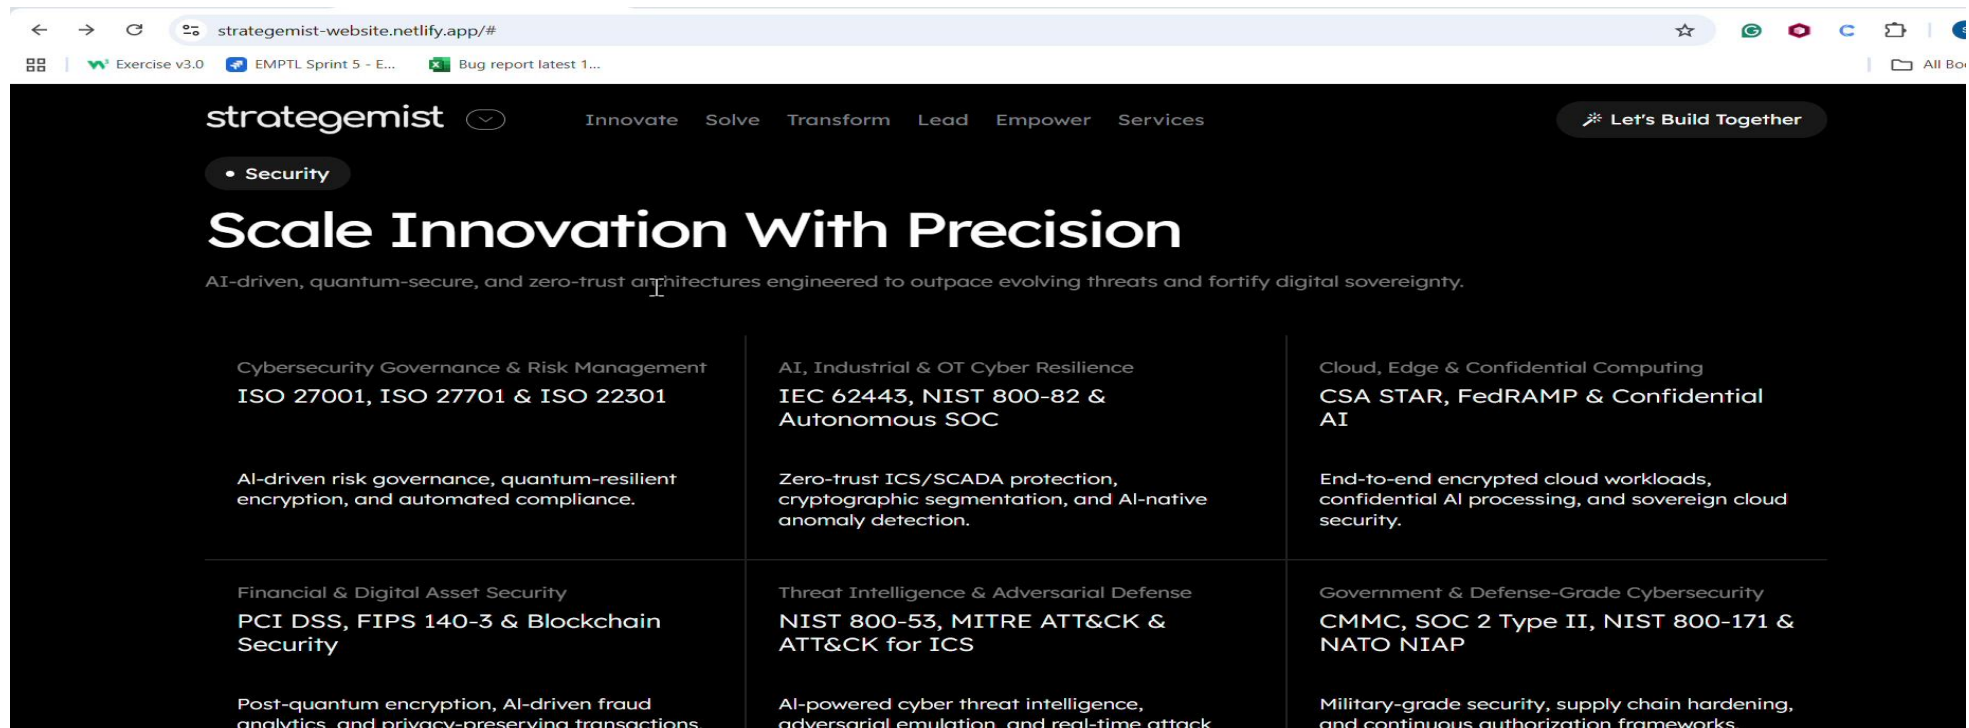 strategemist-website.netlify.app/#
Exercise v3.0
EMPTL Sprint 5 - E...
Bug report latest 1...
All Bo
strategemist
Innovate
Solve
Transform
Lead
Empower
Services
Let's Build Together
Security
Scale Innovation With Precision
AI-driven, quantum-secure, and zero-trust architectures engineered to outpace evolving threats and fortify digital sovereignty.
Cybersecurity Governance & Risk Management
ISO 27001, ISO 27701 & ISO 22301
AI-driven risk governance, quantum-resilient
encryption, and automated compliance.
AI, Industrial & OT Cyber Resilience
IEC 62443, NIST 800-82 &
Autonomous SOC
Zero-trust ICS/SCADA protection,
cryptographic segmentation, and AI-native
anomaly detection.
Cloud, Edge & Confidential Computing
CSA STAR, FedRAMP & Confidential
AI
End-to-end encrypted cloud workloads,
confidential AI processing, and sovereign cloud
security.
Financial & Digital Asset Security
PCI DSS, FIPS 140-3 & Blockchain
Security
Post-quantum encryption, AI-driven fraud
analytics, and privacy-preserving transactions.
Threat Intelligence & Adversarial Defense
NIST 800-53, MITRE ATT&CK &
ATT&CK for ICS
AI-powered cyber threat intelligence,
adversarial emulation, and real-time attack
Government & Defense-Grade Cybersecurity
CMMC, SOC 2 Type II, NIST 800-171 &
NATO NIAP
Military-grade security, supply chain hardening,
and continuous authorization frameworks.